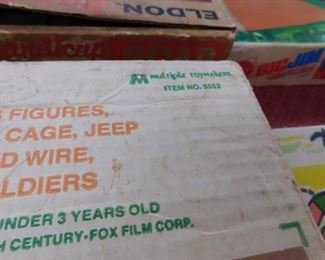 ELDON
BIG JIM
M multiple toymakers
ITEM NO. 5553
FIGURES,
CAGE, JEEP
D WIRE,
LDIERS
UNDER 3 YEARS OLD
H CENTURY-FOX FILM CORP.